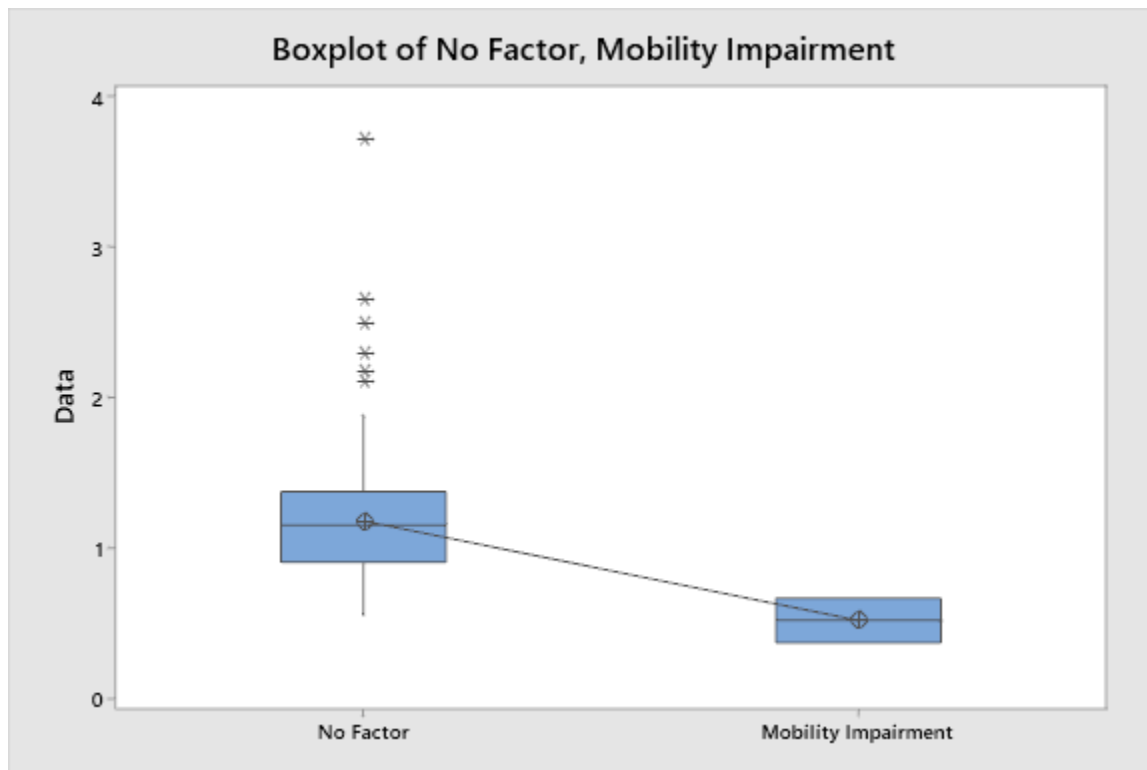 Boxplot of No Factor, Mobility Impairment
4
3
2
1
0
Data
No Factor
Mobility Impairment